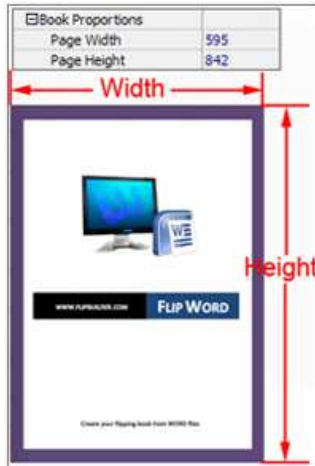 Book Proportions
Page Width 595
Page Height 842
Width
Height
W
WWW.FLIPBUILDER.COM FLIP WORD
Create your flipping book from WORD files